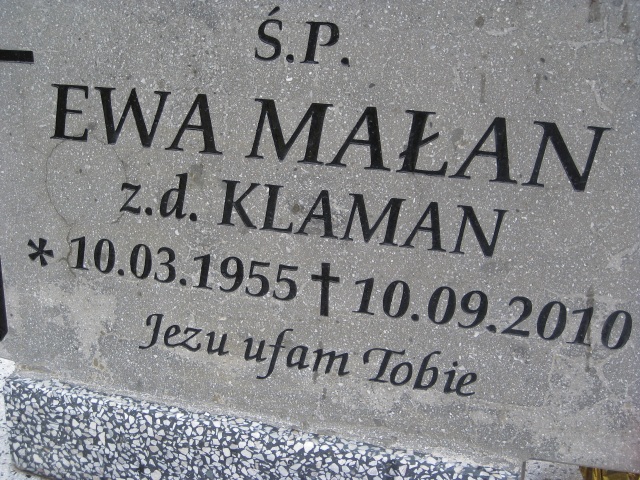 Ś.P.
EWA MAŁAN
z.d. KLAMAN
* 10.03.1955 † 10.09.2010
Jezu ufam Tobie